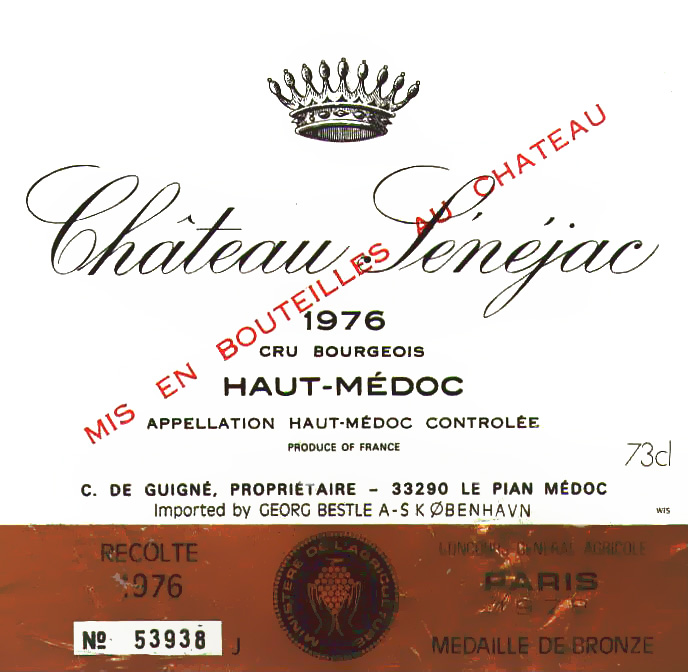 Château Sénéjac
MIS EN BOUTEILLES AU CHATEAU
1976
CRU BOURGEOIS
HAUT-MÉDOC
APPELLATION HAUT-MÉDOC CONTROLÉE
PRODUCE OF FRANCE
73cl
C. DE GUIGNÉ, PROPRIÉTAIRE – 33290 LE PIAN MÉDOC
Imported by GEORG BESTLE A-S KØBENHAVN
WTS
RECOLTE
1976
Nº 53938 J
MINISTERE DE L'AGRICULTURE
CONCOURS GENERAL AGRICOLE
PARIS
MEDAILLE DE BRONZE